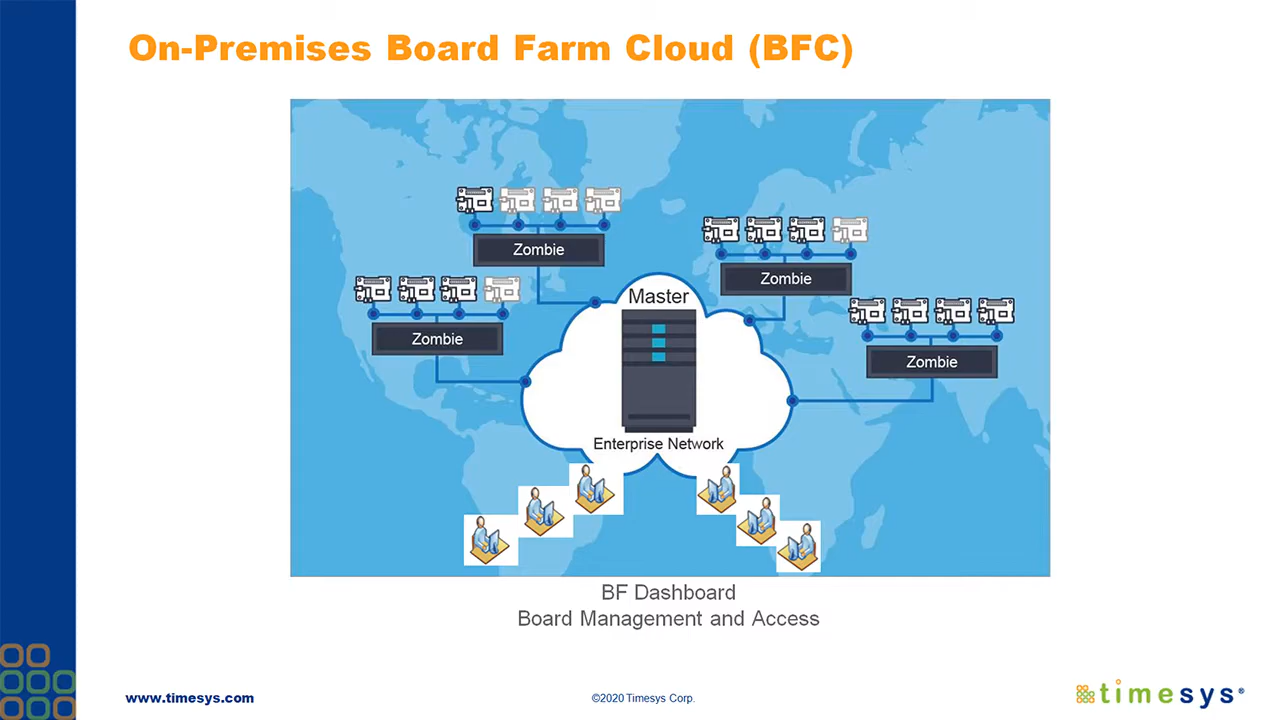 On-Premises Board Farm Cloud (BFC)
Zombie
Zombie
Zombie
Zombie
Master
Enterprise Network
BF Dashboard
Board Management and Access
www.timesys.com
©2020 Timesys Corp.
timesys®